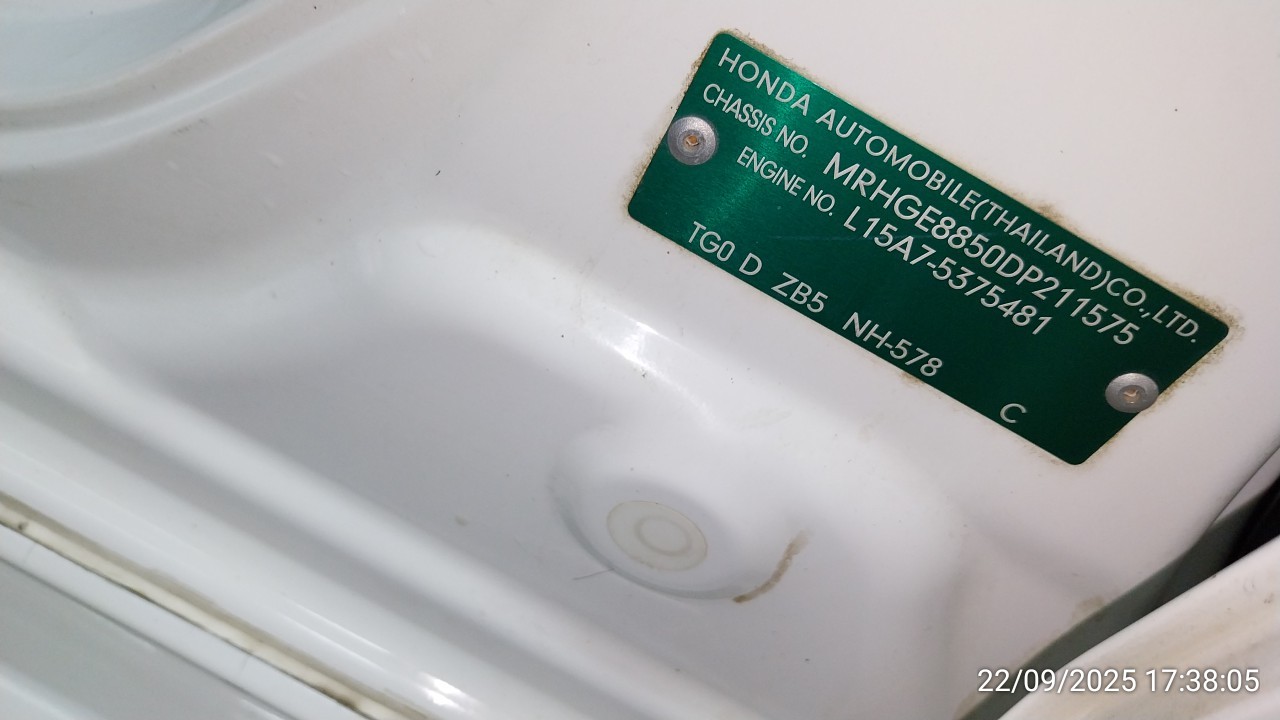 HONDA AUTOMOBILE(THAILAND)CO.,LTD.
CHASSIS NO. MRHGE8850DP211575
ENGINE NO. L15A7-5375481
TG0 D ZB5 NH-578 C
22/09/2025 17:38:05